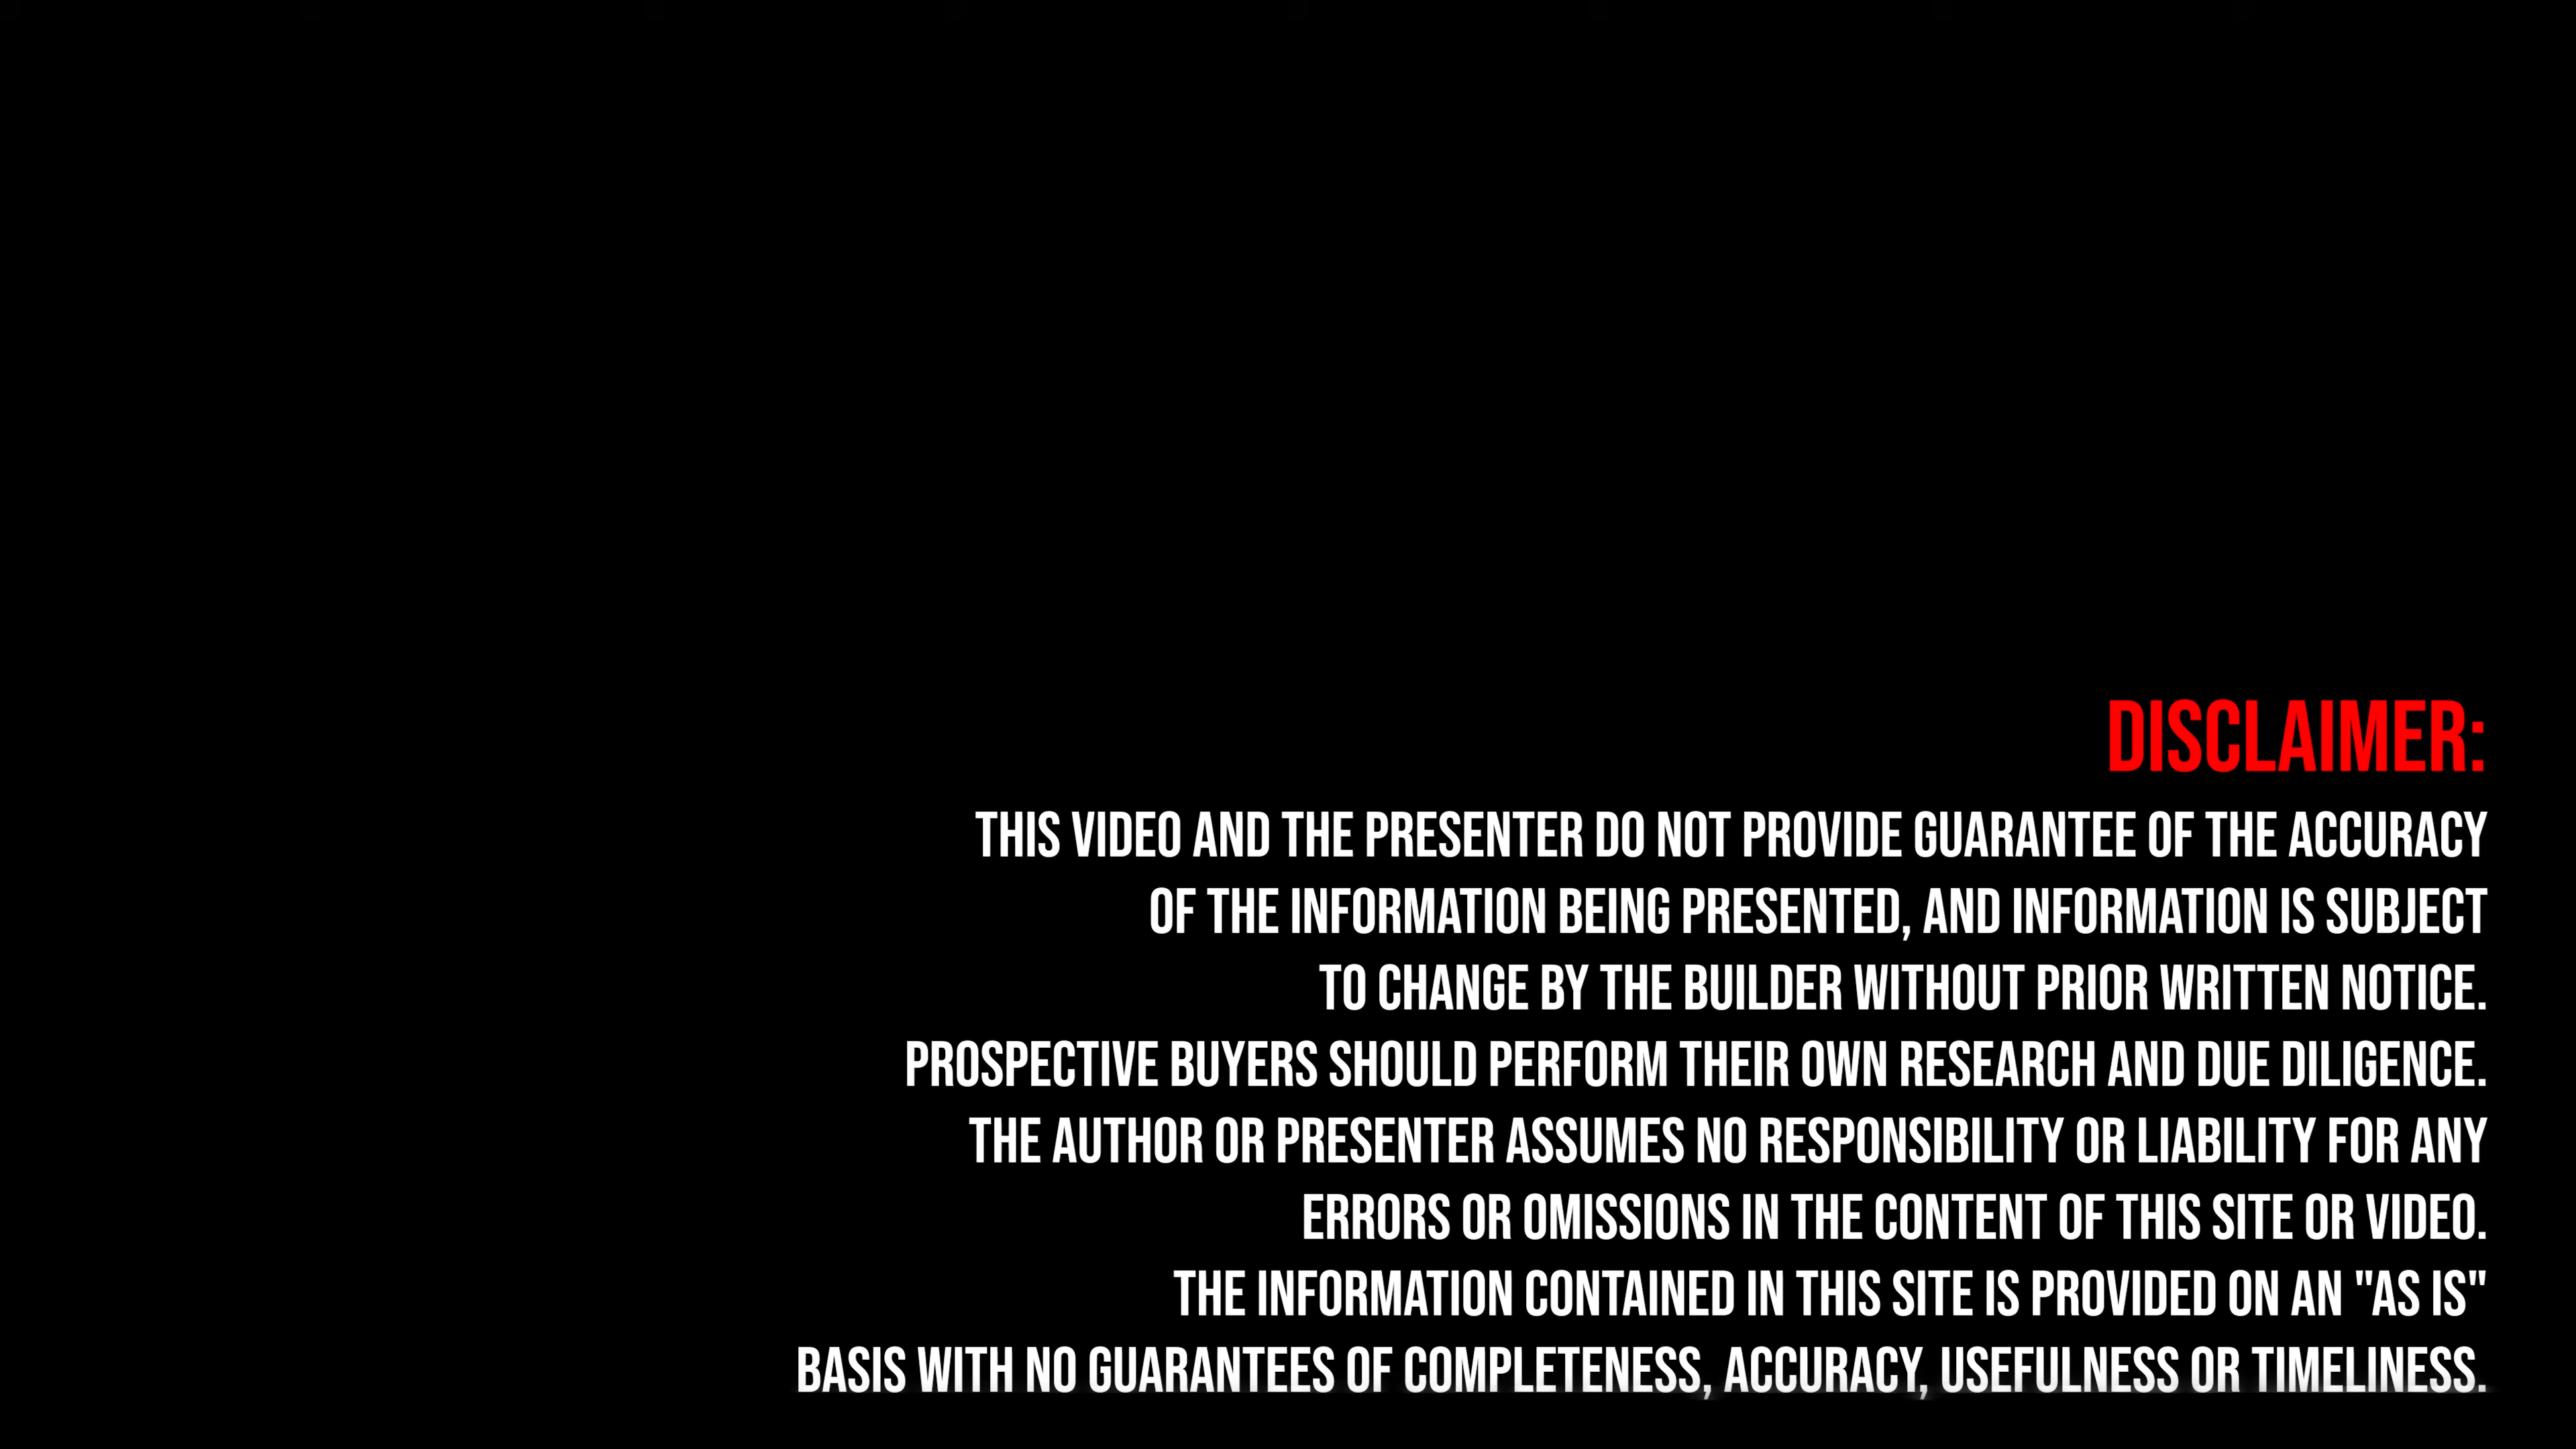 DISCLAIMER:
THIS VIDEO AND THE PRESENTER DO NOT PROVIDE GUARANTEE OF THE ACCURACY
OF THE INFORMATION BEING PRESENTED, AND INFORMATION IS SUBJECT
TO CHANGE BY THE BUILDER WITHOUT PRIOR WRITTEN NOTICE.
PROSPECTIVE BUYERS SHOULD PERFORM THEIR OWN RESEARCH AND DUE DILIGENCE.
THE AUTHOR OR PRESENTER ASSUMES NO RESPONSIBILITY OR LIABILITY FOR ANY
ERRORS OR OMISSIONS IN THE CONTENT OF THIS SITE OR VIDEO.
THE INFORMATION CONTAINED IN THIS SITE IS PROVIDED ON AN "AS IS"
BASIS WITH NO GUARANTEES OF COMPLETENESS, ACCURACY, USEFULNESS OR TIMELINESS.